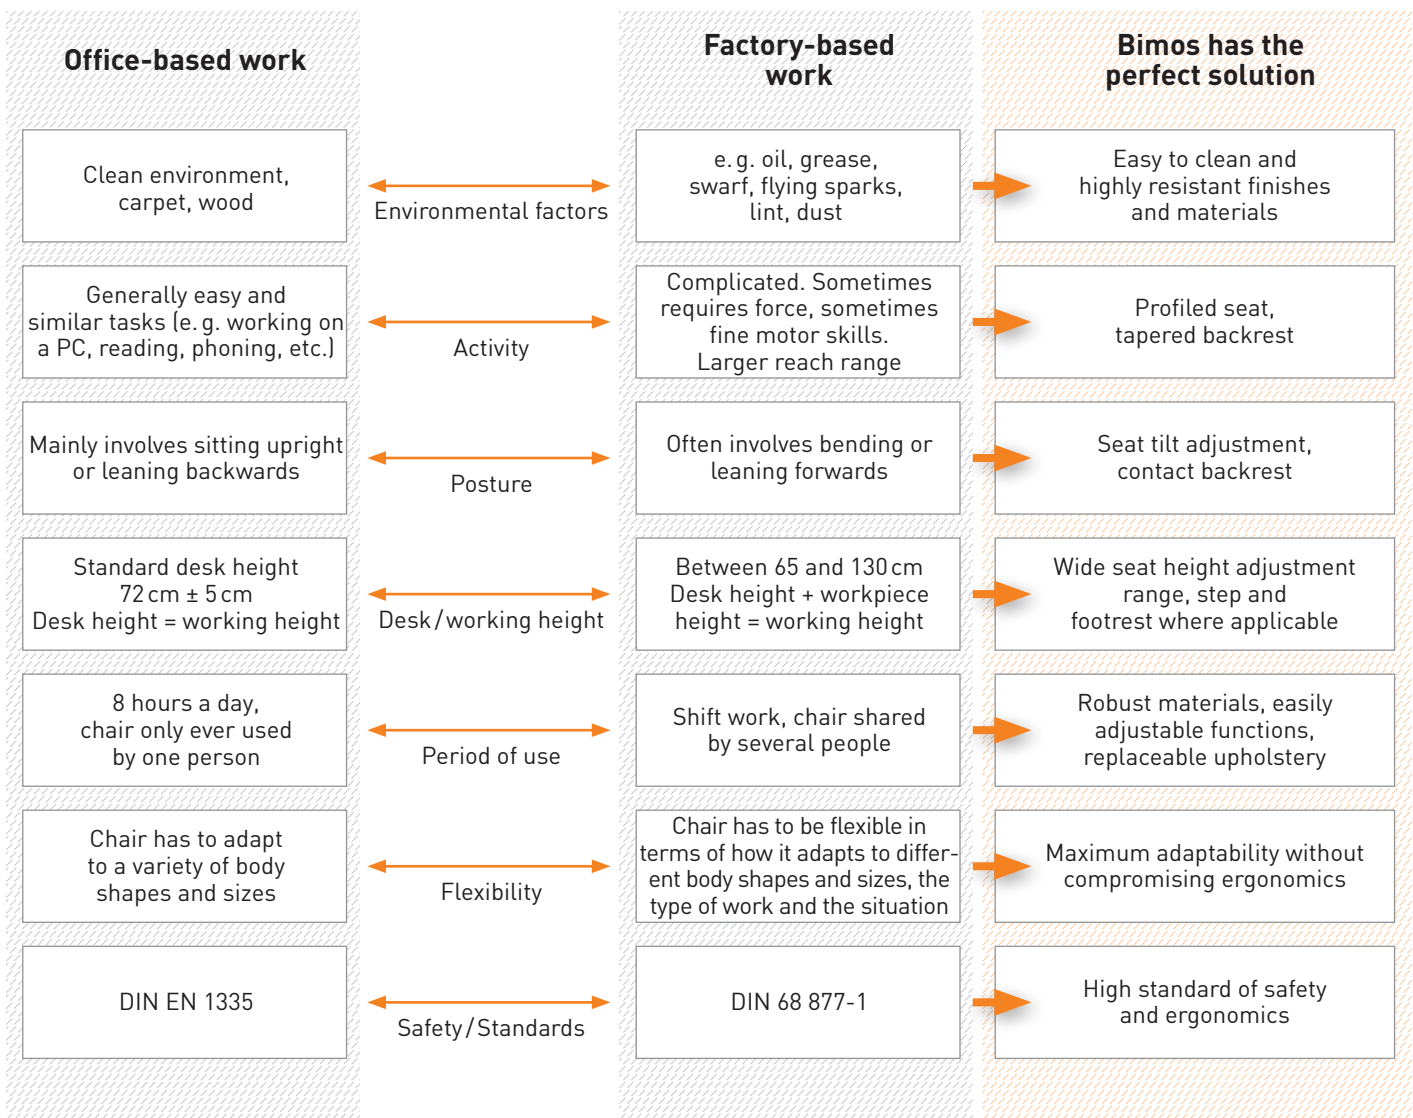 Office-based work
Factory-based
work
Bimos has the
perfect solution
Clean environment,
carpet, wood
Environmental factors
e. g. oil, grease,
swarf, flying sparks,
lint, dust
Easy to clean and
highly resistant finishes
and materials
Generally easy and
similar tasks (e. g. working on
a PC, reading, phoning, etc.)
Activity
Complicated. Sometimes
requires force, sometimes
fine motor skills.
Larger reach range
Profiled seat,
tapered backrest
Mainly involves sitting upright
or leaning backwards
Posture
Often involves bending or
leaning forwards
Seat tilt adjustment,
contact backrest
Standard desk height
72 cm ± 5 cm
Desk height = working height
Desk/working height
Between 65 and 130 cm
Desk height + workpiece
height = working height
Wide seat height adjustment
range, step and
footrest where applicable
8 hours a day,
chair only ever used
by one person
Period of use
Shift work, chair shared
by several people
Robust materials, easily
adjustable functions,
replaceable upholstery
Chair has to adapt
to a variety of body
shapes and sizes
Flexibility
Chair has to be flexible in
terms of how it adapts to differ-
ent body shapes and sizes, the
type of work and the situation
Maximum adaptability without
compromising ergonomics
DIN EN 1335
Safety/Standards
DIN 68 877-1
High standard of safety
and ergonomics